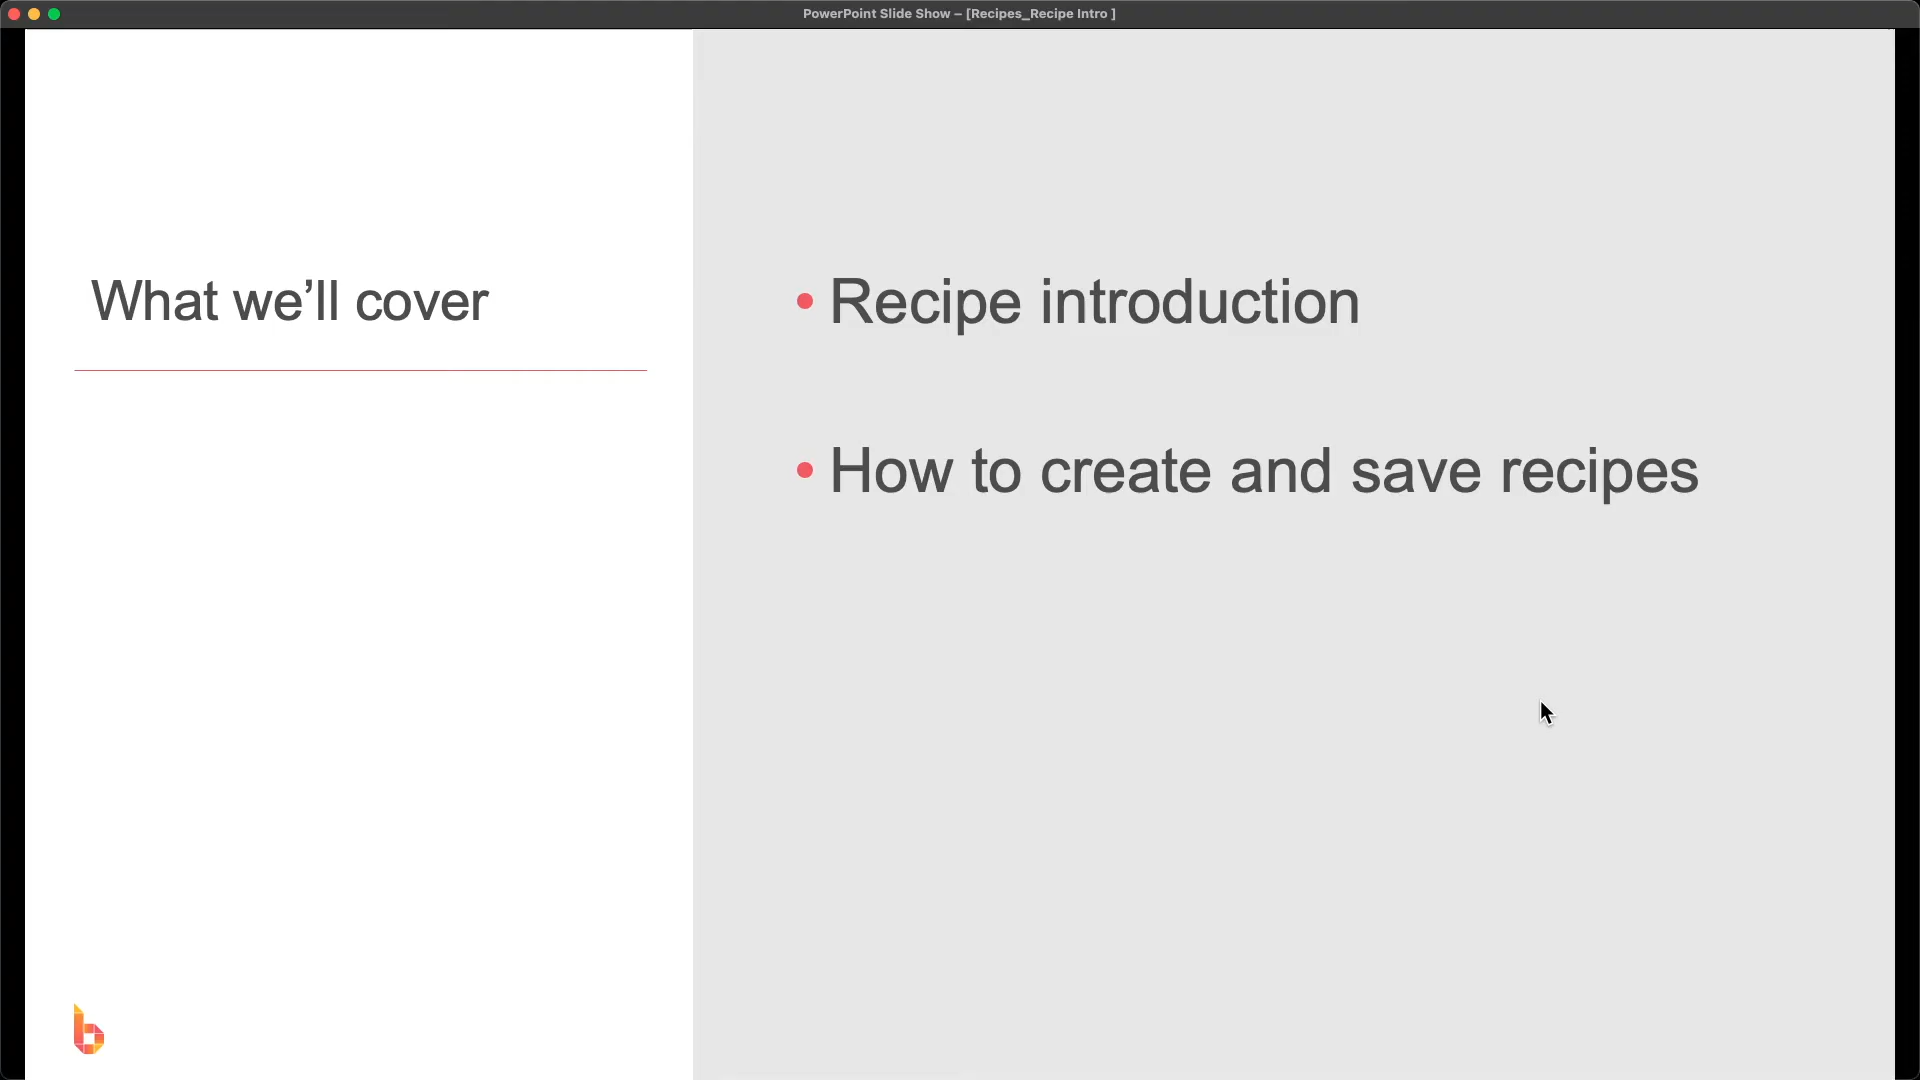 PowerPoint Slide Show – [Recipes_Recipe Intro ]
What we’ll cover
• Recipe introduction
• How to create and save recipes